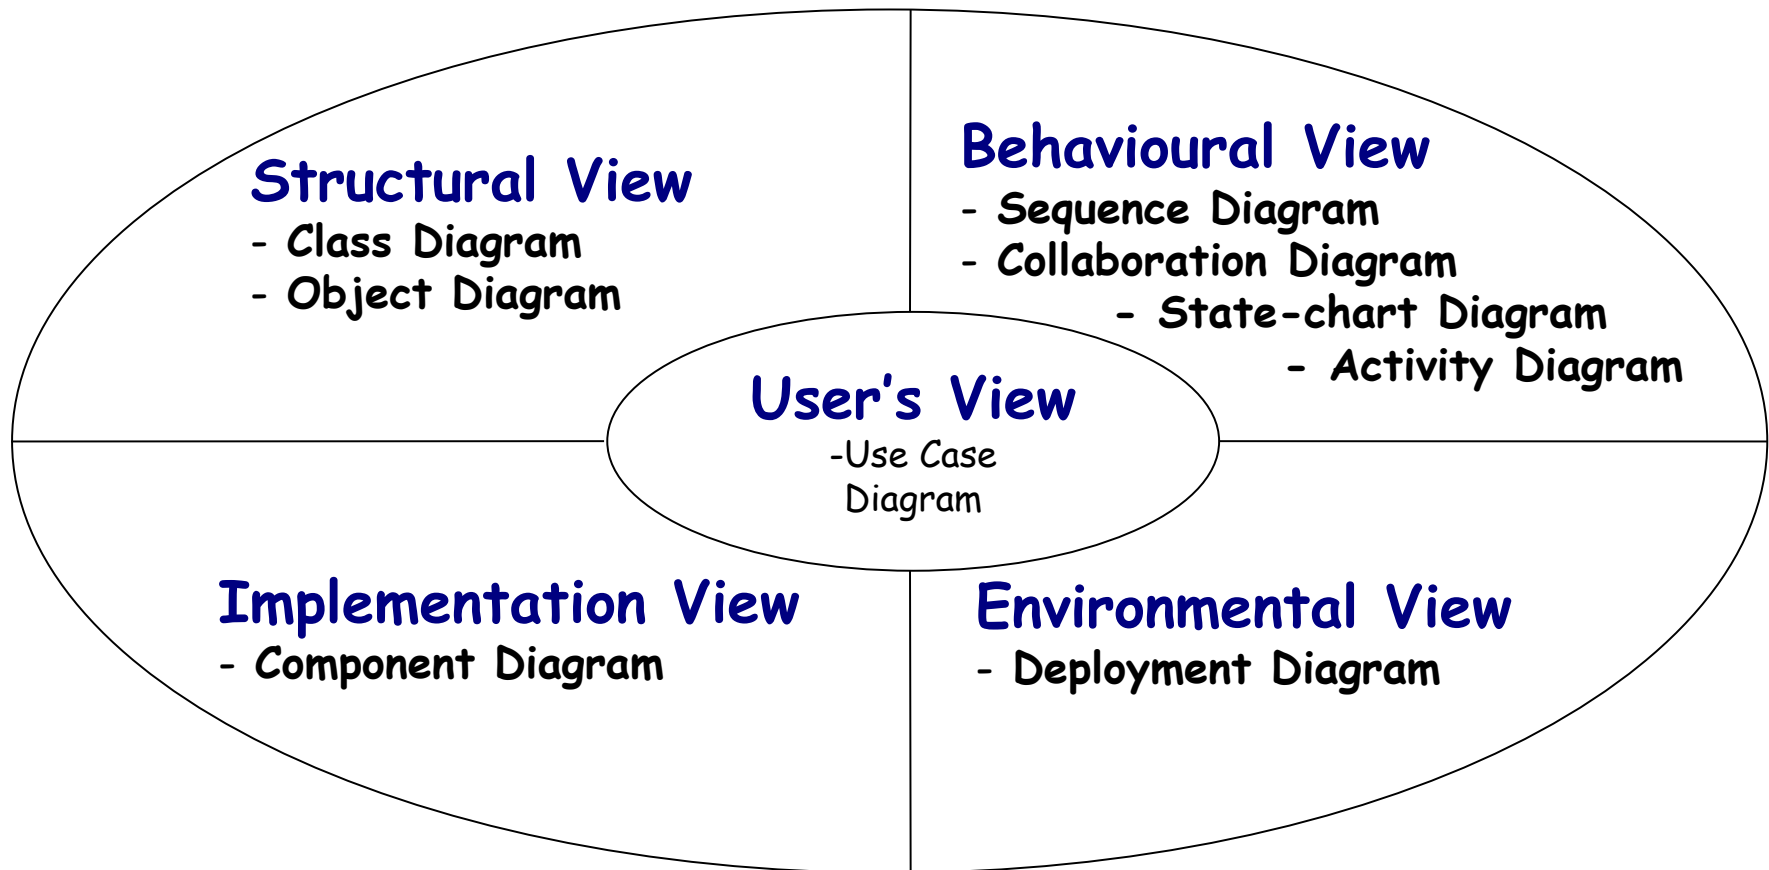 Structural View
- Class Diagram
- Object Diagram
Behavioural View
- Sequence Diagram
- Collaboration Diagram
- State-chart Diagram
- Activity Diagram
User's View
-Use Case
Diagram
Implementation View
- Component Diagram
Environmental View
- Deployment Diagram